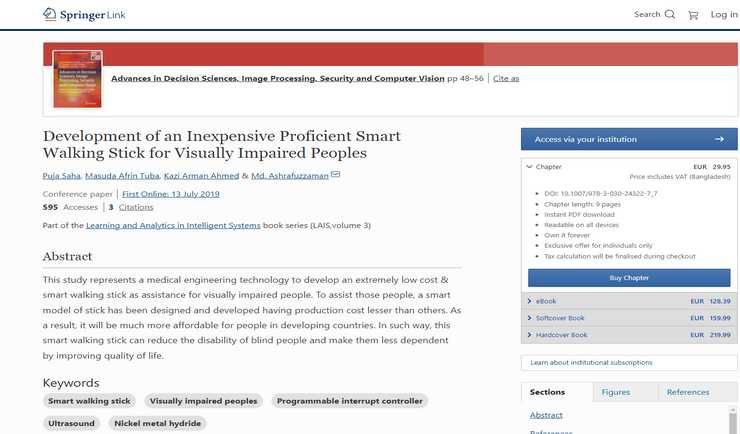 Springer Link
Search
Log in
Advances in Decision Sciences, Image Processing, Security and Computer Vision
Advances in Decision Sciences, Image Processing, Security and Computer Vision pp 48–56 | Cite as
Development of an Inexpensive Proficient Smart
Walking Stick for Visually Impaired Peoples
Puja Saha, Masuda Afrin Tuba, Kazi Arman Ahmed & Md. Ashrafuzzaman
Conference paper | First Online: 13 July 2019
595 Accesses | 3 Citations
Part of the Learning and Analytics in Intelligent Systems book series (LAIS,volume 3)
Abstract
This study represents a medical engineering technology to develop an extremely low cost &
smart walking stick as assistance for visually impaired people. To assist those people, a smart
model of stick has been designed and developed having production cost lesser than others. As
a result, it will be much more affordable for people in developing countries. In such way, this
smart walking stick can reduce the disability of blind people and make them less dependent
by improving quality of life.
Keywords
Smart walking stick
Visually impaired peoples
Programmable interrupt controller
Ultrasound
Nickel metal hydride
Access via your institution
Chapter EUR 29.95
Price includes VAT (Bangladesh)
DOI: 10.1007/978-3-030-24322-7_7
Chapter length: 9 pages
Instant PDF download
Readable on all devices
Own it forever
Exclusive offer for individuals only
Tax calculation will be finalised during checkout
Buy Chapter
eBook EUR 128.39
Softcover Book EUR 159.99
Hardcover Book EUR 219.99
Learn about institutional subscriptions
Sections
Figures
References
Abstract
References